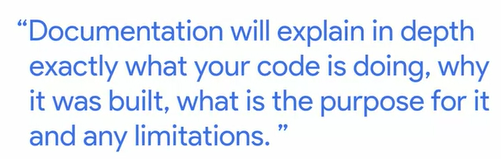 “Documentation will explain in depth
exactly what your code is doing, why
it was built, what is the purpose for it
and any limitations. ”